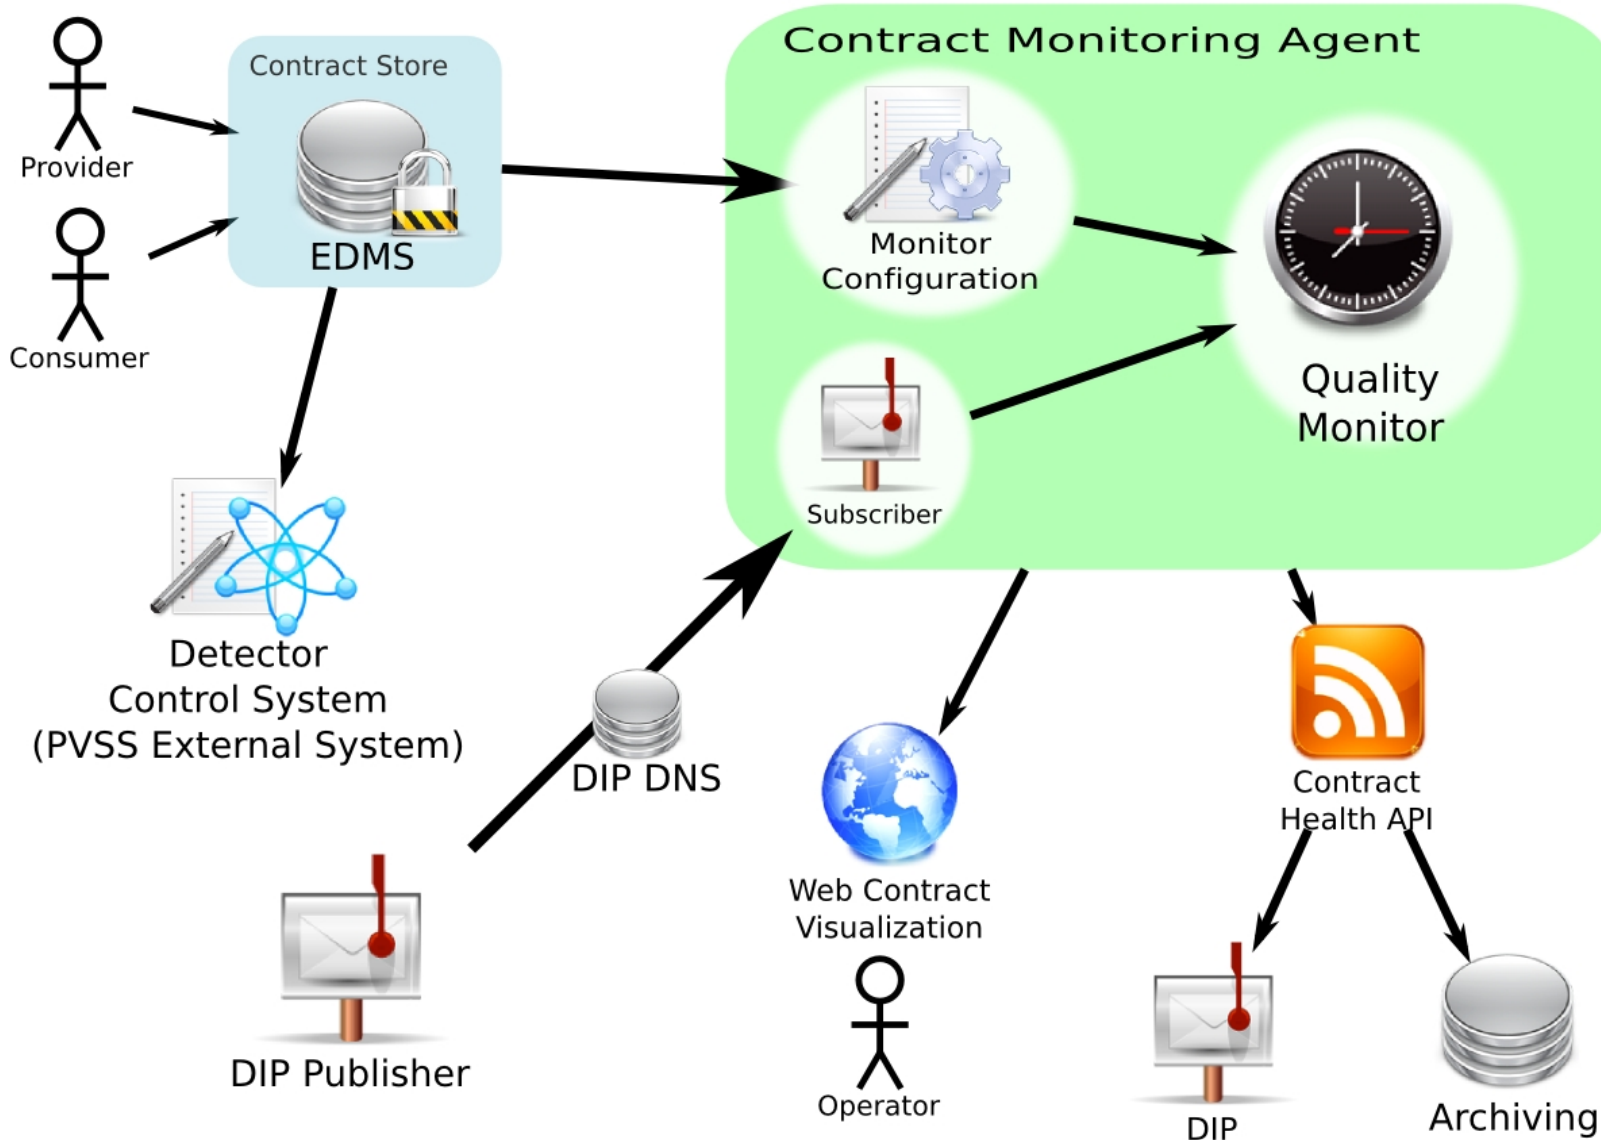 Contract Monitoring Agent
Contract Store
EDMS
Provider
Consumer
Monitor
Configuration
Quality
Monitor
Subscriber
Detector
Control System
(PVSS External System)
DIP DNS
DIP Publisher
Web Contract
Visualization
Operator
Contract
Health API
DIP
Archiving